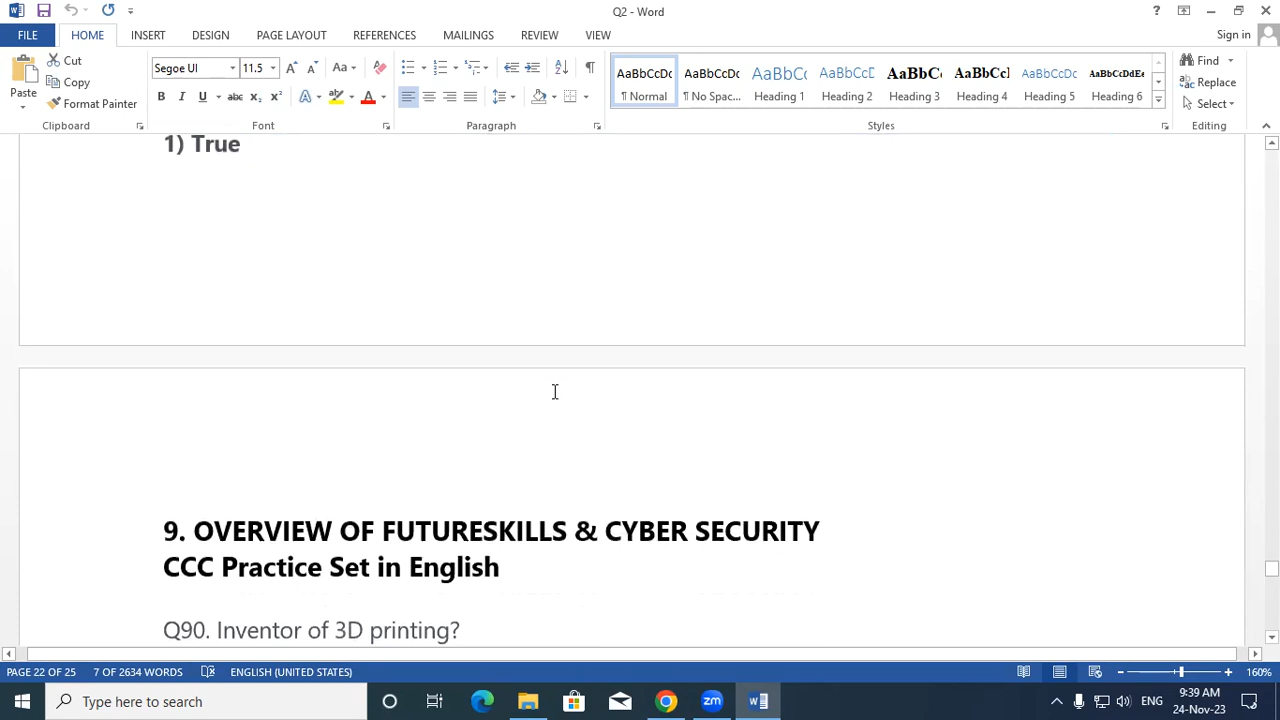 Q2 - Word
Sign in
FILE HOME INSERT DESIGN PAGE LAYOUT REFERENCES MAILINGS REVIEW VIEW
Paste
Cut
Copy
Format Painter
Clipboard
Segoe UI 11.5
Font
Paragraph
AaBbCcDc AaBbCcDc AaBbCc AaBbCcD AaBbC AaBbCcI AaBbCcDc AaBbCcDdEe
¶ Normal ¶ No Spac... Heading 1 Heading 2 Heading 3 Heading 4 Heading 5 Heading 6
Styles
Find
Replace
Select
Editing
1) True
9. OVERVIEW OF FUTURESKILLS & CYBER SECURITY
CCC Practice Set in English
Q90. Inventor of 3D printing?
PAGE 22 OF 25 7 OF 2634 WORDS ENGLISH (UNITED STATES) 160%
Type here to search
ENG
9:39 AM
24-Nov-23